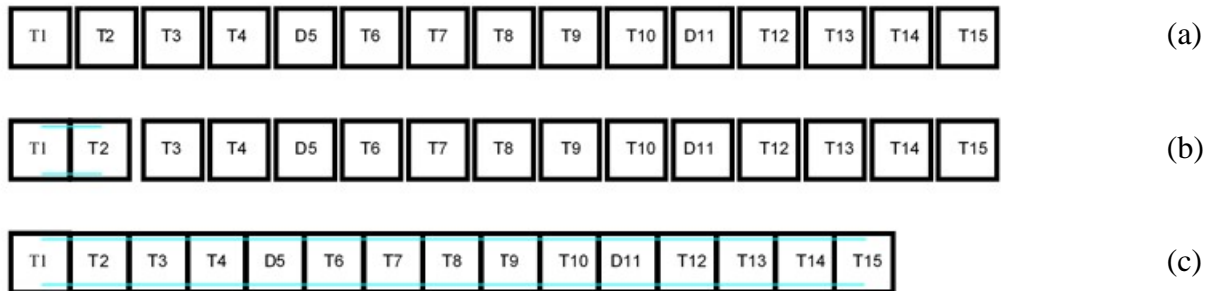 T1 T2 T3 T4 D5 T6 T7 T8 T9 T10 D11 T12 T13 T14 T15 (a)
T1 T2 T3 T4 D5 T6 T7 T8 T9 T10 D11 T12 T13 T14 T15 (b)
T1 T2 T3 T4 D5 T6 T7 T8 T9 T10 D11 T12 T13 T14 T15 (c)